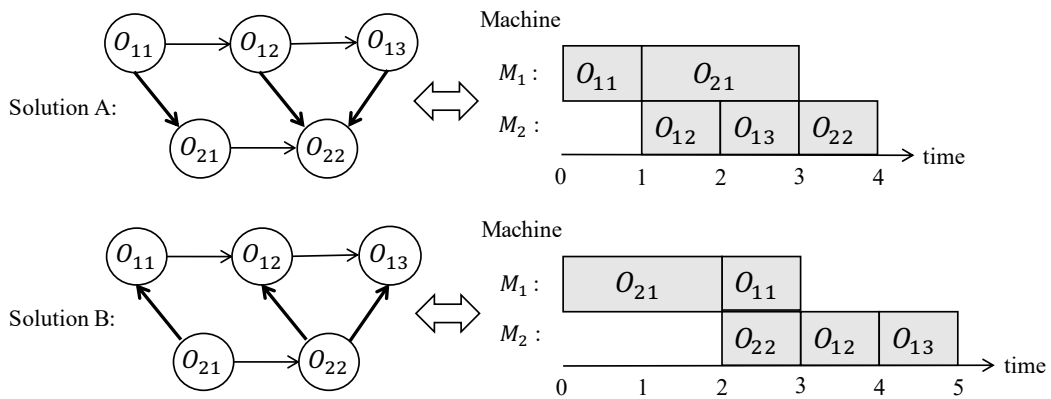 Solution A:
O11 O12 O13
O21 O22
Machine
M1 : O11 O21
M2 : O12 O13 O22
time
0 1 2 3 4
Solution B:
O11 O12 O13
O21 O22
Machine
M1 : O21 O11
M2 : O22 O12 O13
time
0 1 2 3 4 5